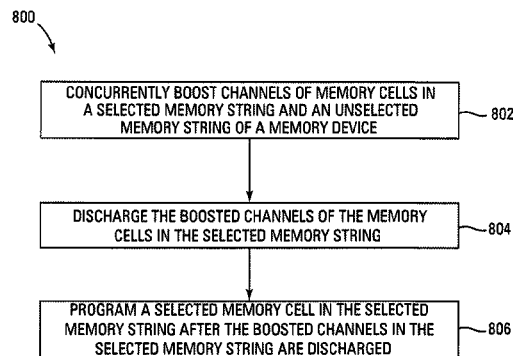 800
CONCURRENTLY BOOST CHANNELS OF MEMORY CELLS IN
A SELECTED MEMORY STRING AND AN UNSELECTED
MEMORY STRING OF A MEMORY DEVICE
802
DISCHARGE THE BOOSTED CHANNELS OF THE MEMORY
CELLS IN THE SELECTED MEMORY STRING
804
PROGRAM A SELECTED MEMORY CELL IN THE SELECTED
MEMORY STRING AFTER THE BOOSTED CHANNELS IN THE
SELECTED MEMORY STRING ARE DISCHARGED
806